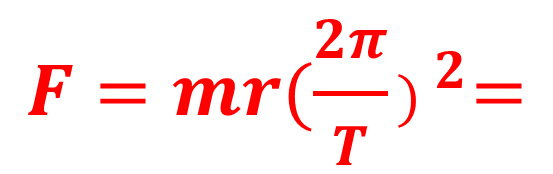 F = mr(2π/T)²=